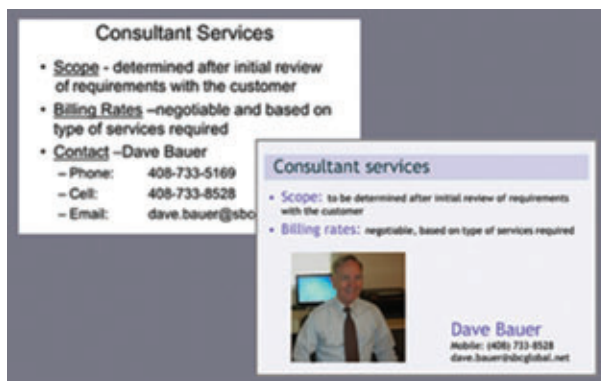 Consultant Services
• Scope - determined after initial review
of requirements with the customer
• Billing Rates –negotiable and based on
type of services required
• Contact –Dave Bauer
– Phone: 408-733-5169
– Cell: 408-733-8528
– Email: dave.bauer@sbc
Consultant services
• Scope: to be determined after initial review of requirements
with the customer
• Billing rates: negotiable, based on type of services required
Dave Bauer
Mobile: (408) 733-8528
dave.bauer@sbcglobal.net